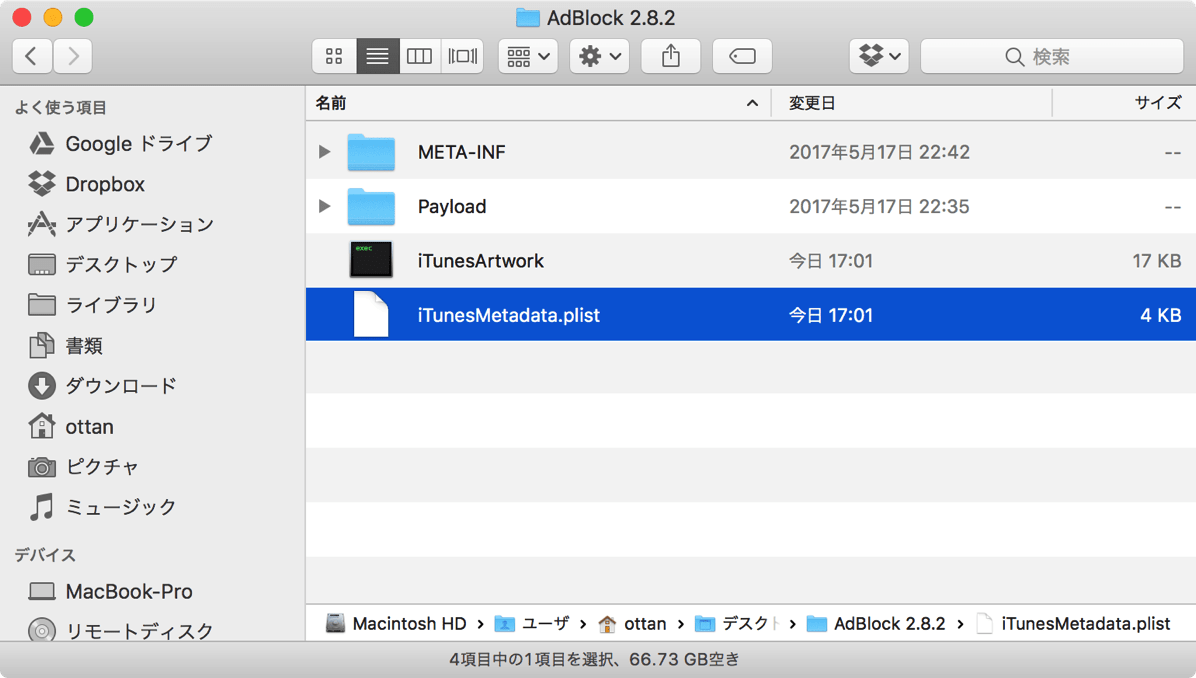 AdBlock 2.8.2
検索
よく使う項目
Google ドライブ
Dropbox
アプリケーション
デスクトップ
ライブラリ
書類
ダウンロード
ottan
ピクチャ
ミュージック
デバイス
MacBook-Pro
リモートディスク
名前 変更日 サイズ
META-INF 2017年5月17日 22:42 --
Payload 2017年5月17日 22:35 --
exec
iTunesArtwork 今日 17:01 17 KB
iTunesMetadata.plist 今日 17:01 4 KB
Macintosh HD › ユーザ › ottan › デスクト › AdBlock 2.8.2 › iTunesMetadata.plist
4項目中の1項目を選択、66.73 GB空き